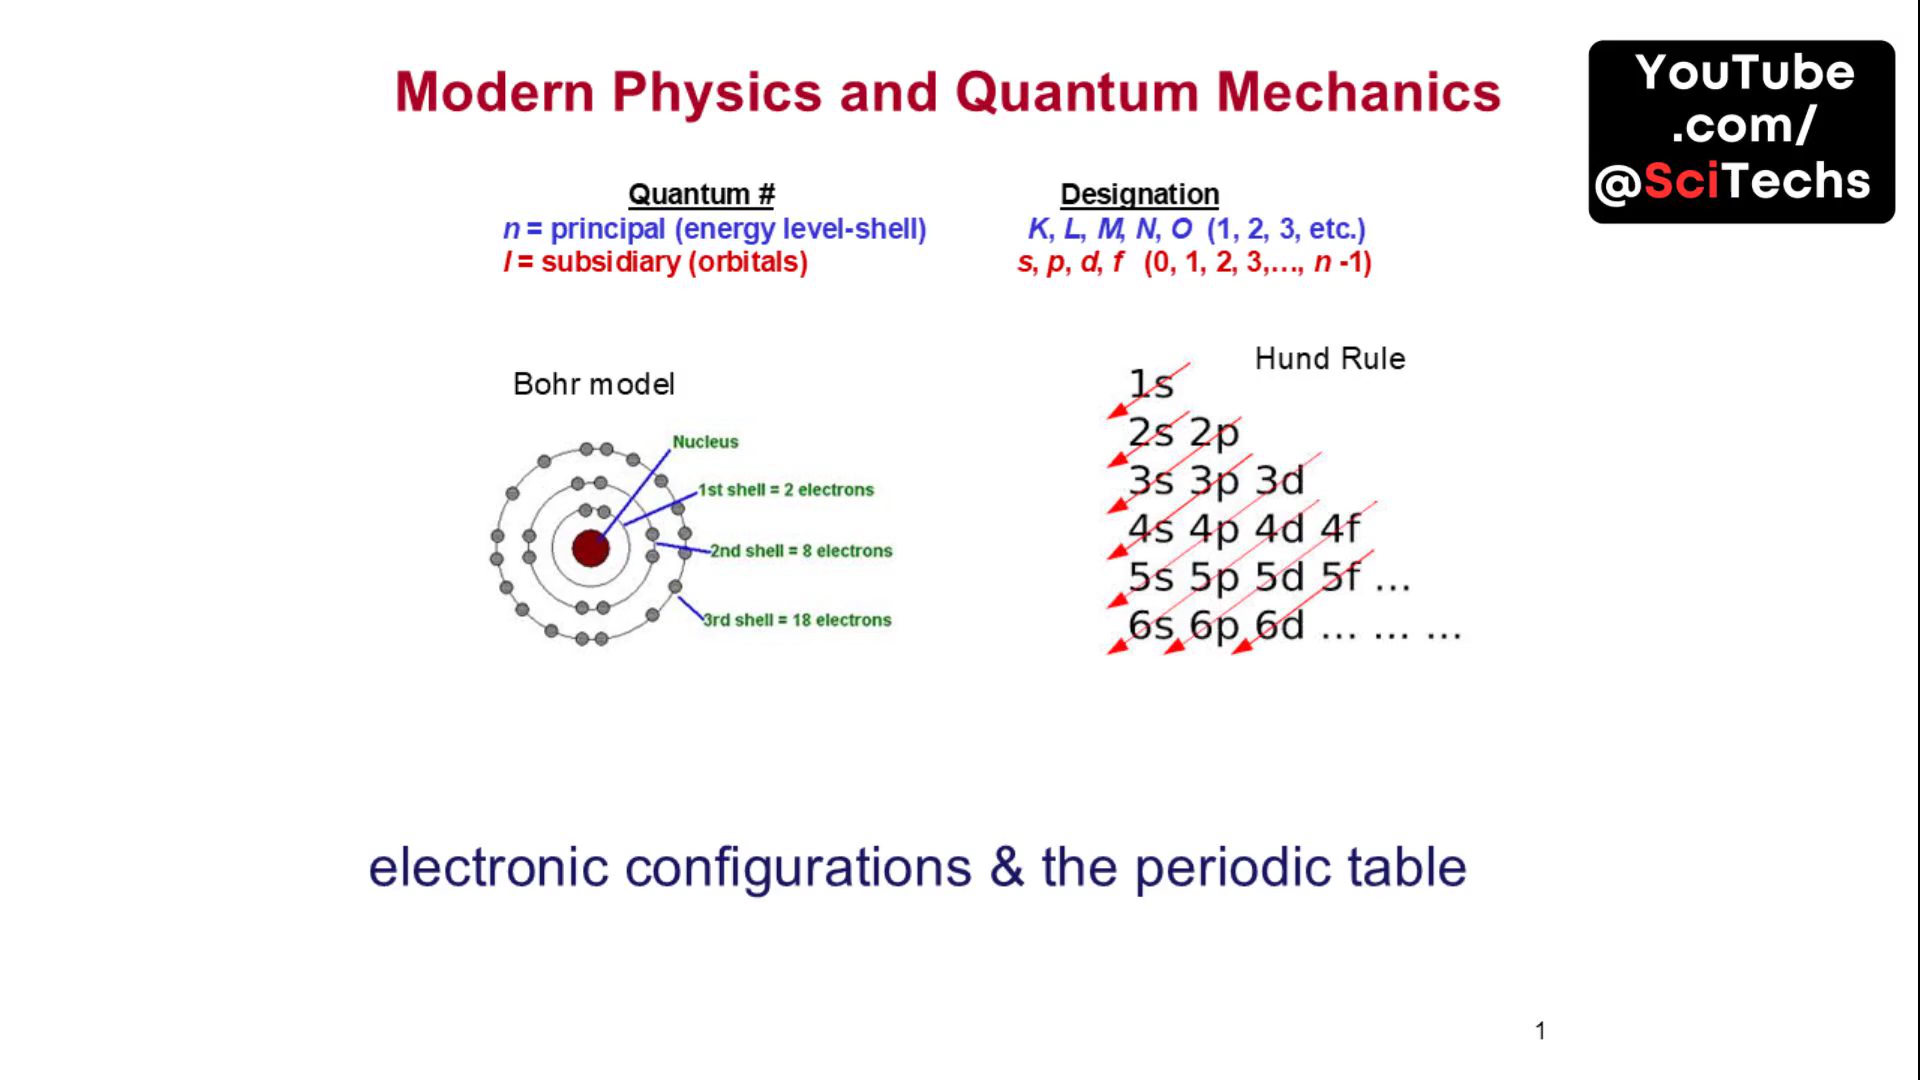 Modern Physics and Quantum Mechanics
YouTube
.com/
@SciTechs
Quantum # Designation
n = principal (energy level-shell) K, L, M, N, O (1, 2, 3, etc.)
l = subsidiary (orbitals) s, p, d, f (0, 1, 2, 3,..., n -1)
Bohr model
Nucleus
1st shell = 2 electrons
2nd shell = 8 electrons
3rd shell = 18 electrons
Hund Rule
1s
2s 2p
3s 3p 3d
4s 4p 4d 4f
5s 5p 5d 5f ...
6s 6p 6d ... ... ...
electronic configurations & the periodic table
1